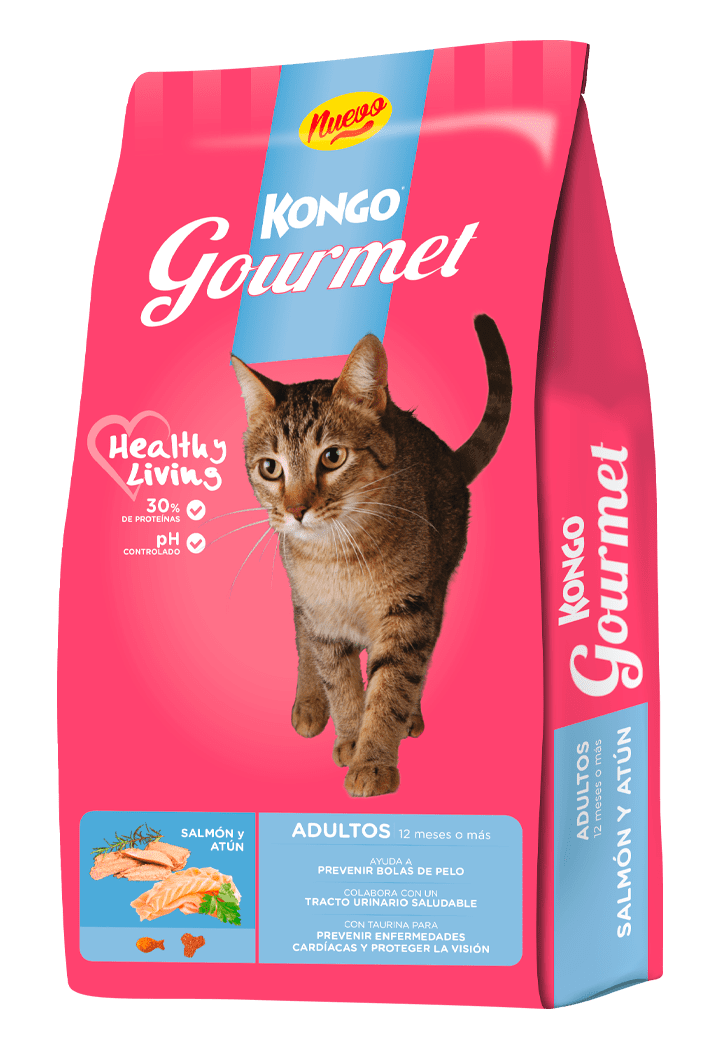 Nuevo
KONGO
Gourmet
Healthy
Living
30%
DE PROTEÍNAS
pH
CONTROLADO
SALMÓN y
ATÚN
ADULTOS 12 meses o más
AYUDA A
PREVENIR BOLAS DE PELO
COLABORA CON UN
TRACTO URINARIO SALUDABLE
CON TAURINA PARA
PREVENIR ENFERMEDADES
CARDÍACAS Y PROTEGER LA VISIÓN
KONGO
Gourmet
ADULTOS
12 meses o más
SALMÓN Y ATÚN